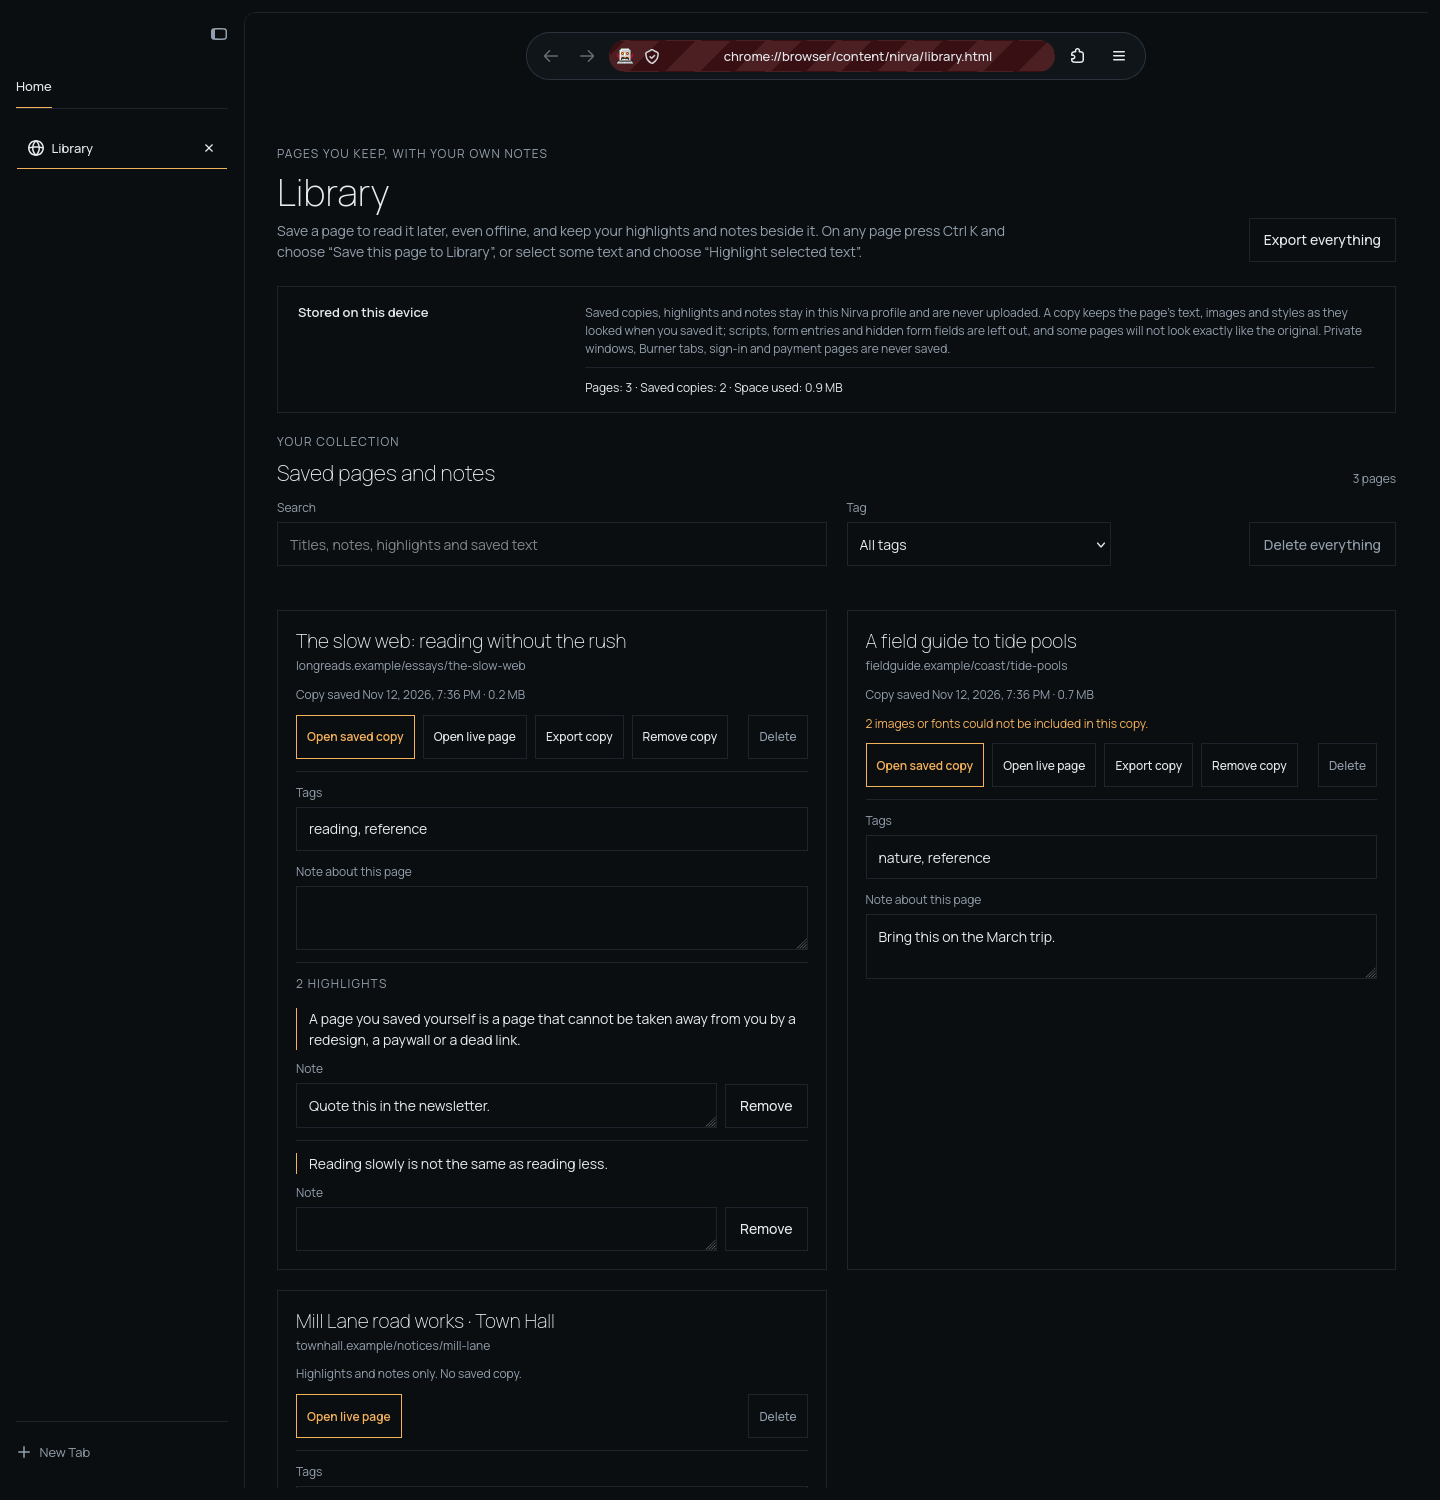 Home
Library
New Tab
chrome://browser/content/nirva/library.html
PAGES YOU KEEP, WITH YOUR OWN NOTES
Library
Save a page to read it later, even offline, and keep your highlights and notes beside it. On any page press Ctrl K and
choose “Save this page to Library”, or select some text and choose “Highlight selected text”.
Export everything
Stored on this device
Saved copies, highlights and notes stay in this Nirva profile and are never uploaded. A copy keeps the page’s text, images and styles as they
looked when you saved it; scripts, form entries and hidden form fields are left out, and some pages will not look exactly like the original. Private
windows, Burner tabs, sign-in and payment pages are never saved.
Pages: 3 · Saved copies: 2 · Space used: 0.9 MB
YOUR COLLECTION
Saved pages and notes
3 pages
Search
Titles, notes, highlights and saved text
Tag
All tags
Delete everything
The slow web: reading without the rush
longreads.example/essays/the-slow-web
Copy saved Nov 12, 2026, 7:36 PM · 0.2 MB
Open saved copy
Open live page
Export copy
Remove copy
Delete
Tags
reading, reference
Note about this page
2 HIGHLIGHTS
A page you saved yourself is a page that cannot be taken away from you by a
redesign, a paywall or a dead link.
Note
Quote this in the newsletter.
Remove
Reading slowly is not the same as reading less.
Note
Remove
A field guide to tide pools
fieldguide.example/coast/tide-pools
Copy saved Nov 12, 2026, 7:36 PM · 0.7 MB
2 images or fonts could not be included in this copy.
Open saved copy
Open live page
Export copy
Remove copy
Delete
Tags
nature, reference
Note about this page
Bring this on the March trip.
Mill Lane road works · Town Hall
townhall.example/notices/mill-lane
Highlights and notes only. No saved copy.
Open live page
Delete
Tags